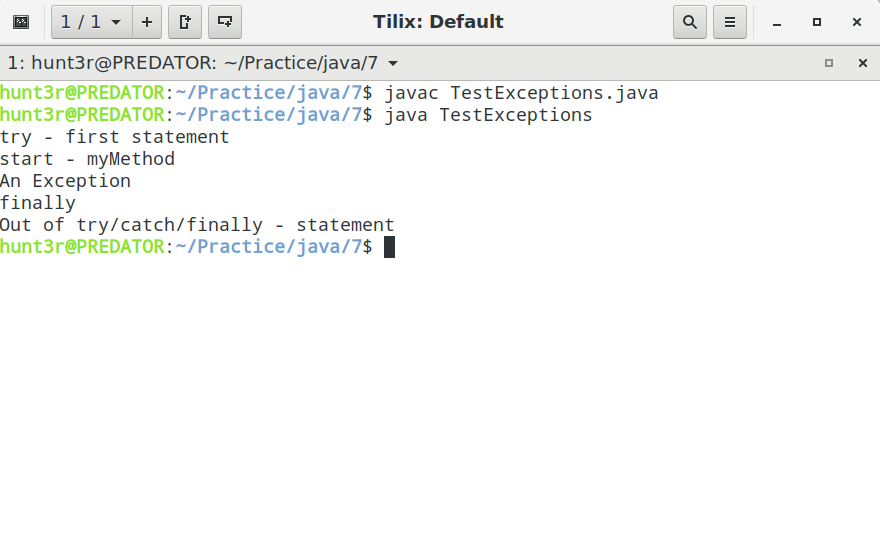 1 / 1
Tilix: Default
1: hunt3r@PREDATOR: ~/Practice/java/7
hunt3r@PREDATOR:~/Practice/java/7$ javac TestExceptions.java
hunt3r@PREDATOR:~/Practice/java/7$ java TestExceptions
try - first statement
start - myMethod
An Exception
finally
Out of try/catch/finally - statement
hunt3r@PREDATOR:~/Practice/java/7$